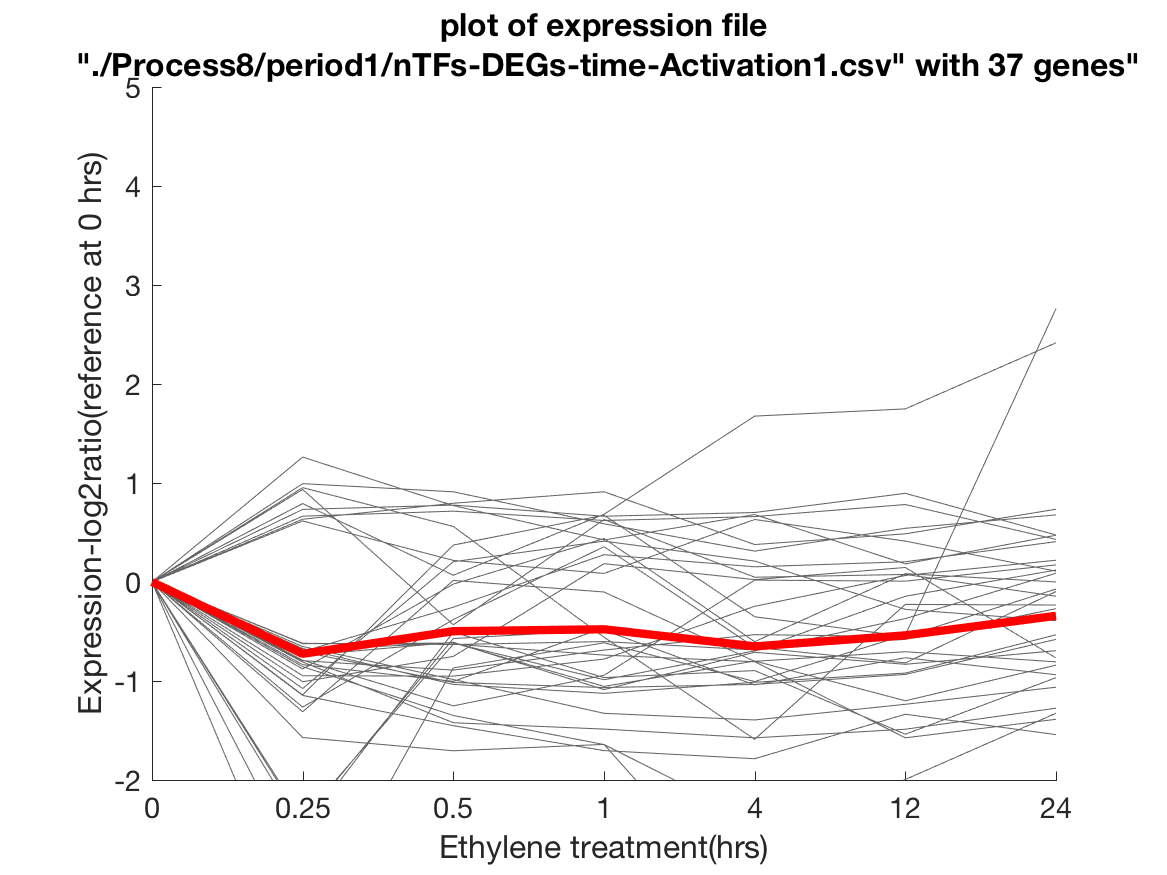 plot of expression file
"./Process8/period1/nTFs-DEGs-time-Activation1.csv" with 37 genes"
Expression-log2ratio(reference at 0 hrs)
5
4
3
2
1
0
-1
-2
0 0.25 0.5 1 4 12 24
Ethylene treatment(hrs)